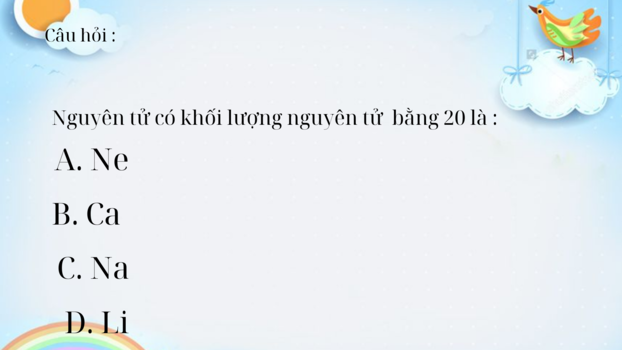 Câu hỏi :
Nguyên tử có khối lượng nguyên tử bằng 20 là :
A. Ne
B. Ca
C. Na
D. Li